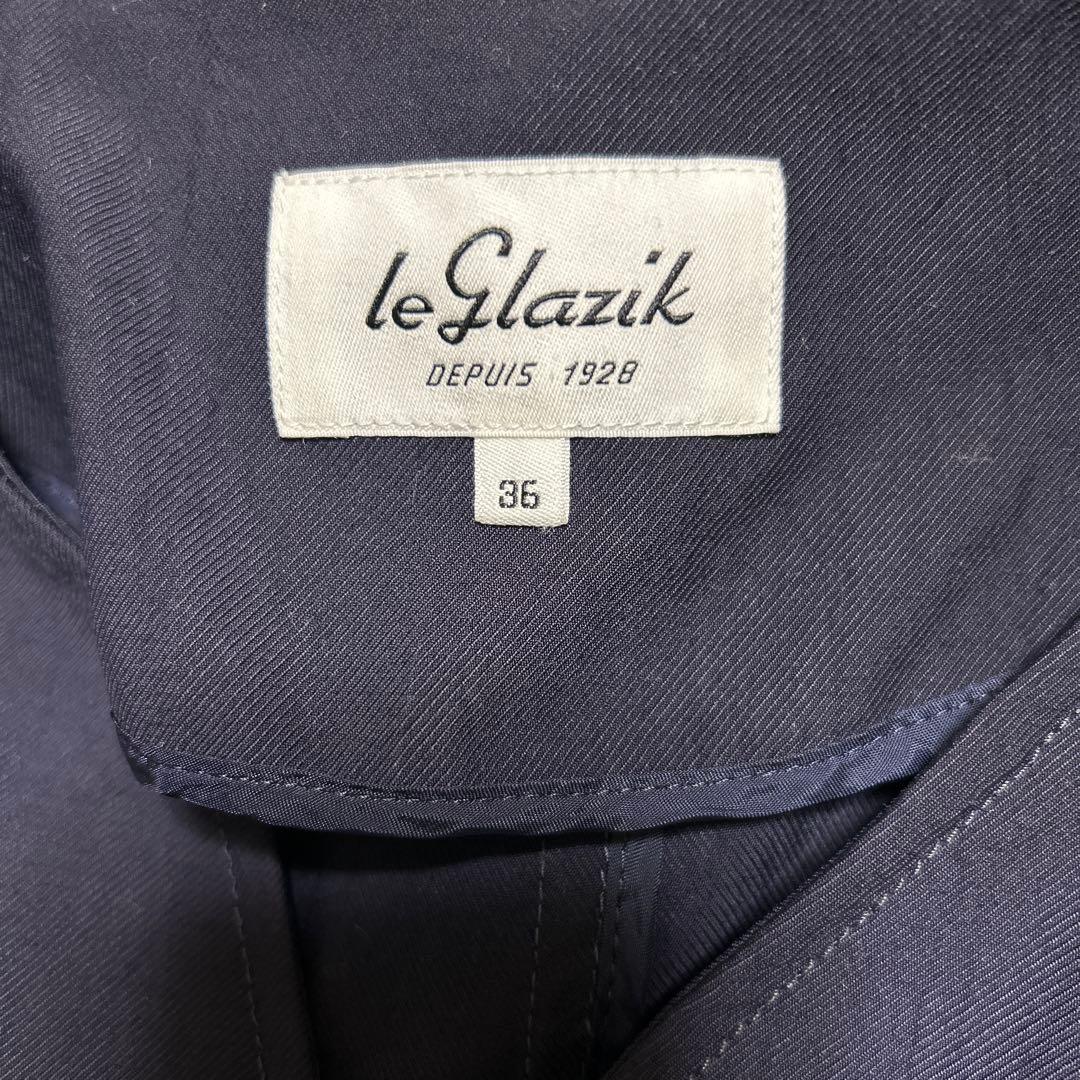 le Glazik
DEPUIS 1928
36